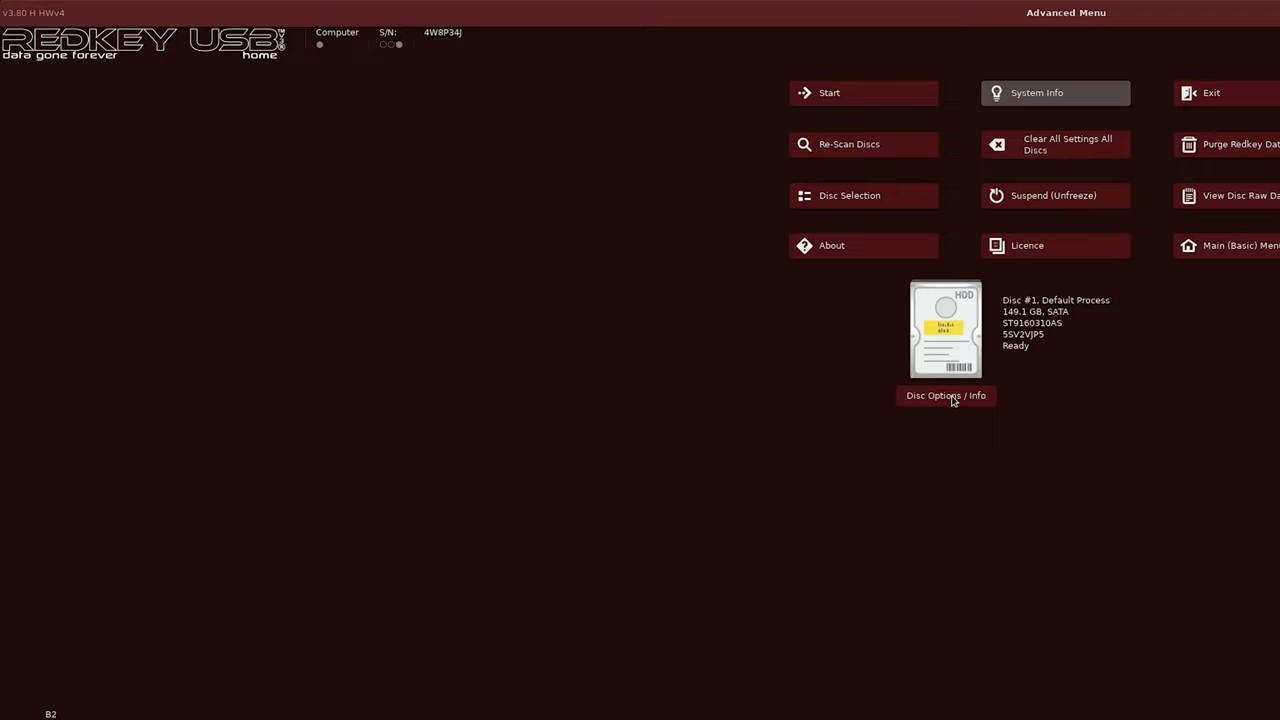 v3.80 H HWv4
Advanced Menu
REDKEY USB
data gone forever
home
Computer
S/N:
4W8P34J
Start
System Info
Exit
Re-Scan Discs
Clear All Settings All
Discs
Purge Redkey Dat
Disc Selection
Suspend (Unfreeze)
View Disc Raw Da
About
Licence
Main (Basic) Men
HDD
Disc #1, Default Process
149.1 GB, SATA
ST9160310AS
5SV2VJP5
Ready
Disc Options / Info
B2